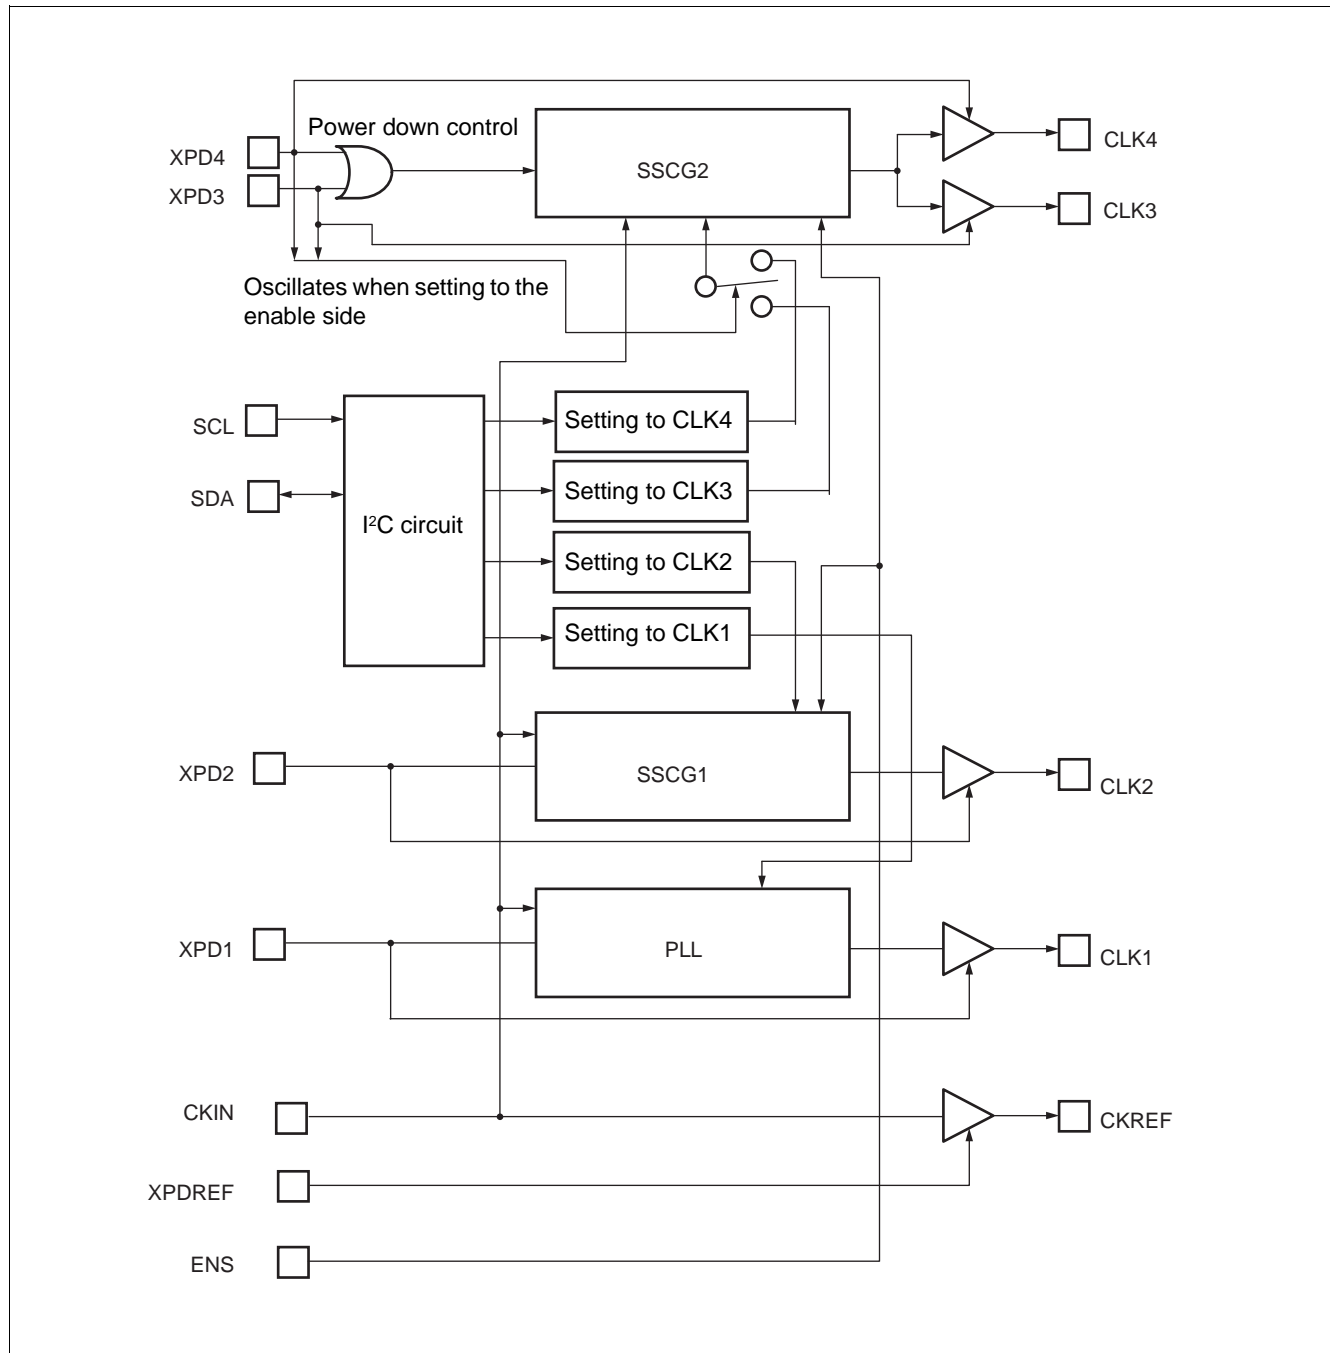 Power down control
XPD4
XPD3
SSCG2
CLK4
CLK3
Oscillates when setting to the
enable side
SCL
SDA
I²C circuit
Setting to CLK4
Setting to CLK3
Setting to CLK2
Setting to CLK1
XPD2
SSCG1
CLK2
XPD1
PLL
CLK1
CKIN
CKREF
XPDREF
ENS